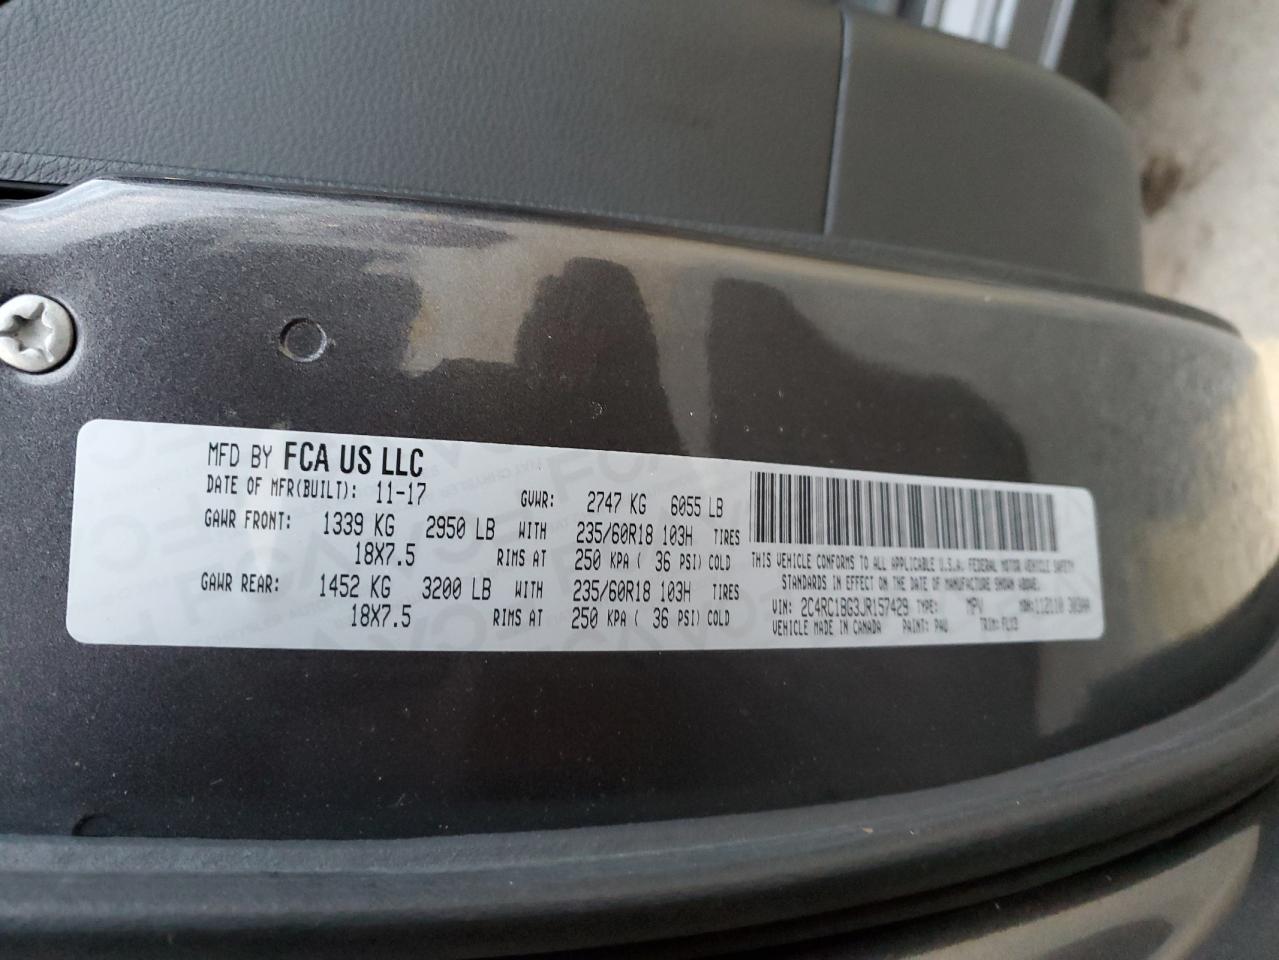 MFD BY FCA US LLC
DATE OF MFR(BUILT): 11-17 GVWR: 2747 KG 6055 LB
GAWR FRONT: 1339 KG 2950 LB WITH 235/60R18 103H TIRES
18X7.5 RIMS AT 250 KPA ( 36 PSI) COLD
GAWR REAR: 1452 KG 3200 LB WITH 235/60R18 103H TIRES
18X7.5 RIMS AT 250 KPA ( 36 PSI) COLD
THIS VEHICLE CONFORMS TO ALL APPLICABLE U.S.A. FEDERAL MOTOR VEHICLE SAFETY
STANDARDS IN EFFECT ON THE DATE OF MANUFACTURE SHOWN ABOVE.
VIN: 2C4RC1BG3JR157429 TYPE: MPV MDH: 112110
VEHICLE MADE IN CANADA PAINT: PAU TRIM: